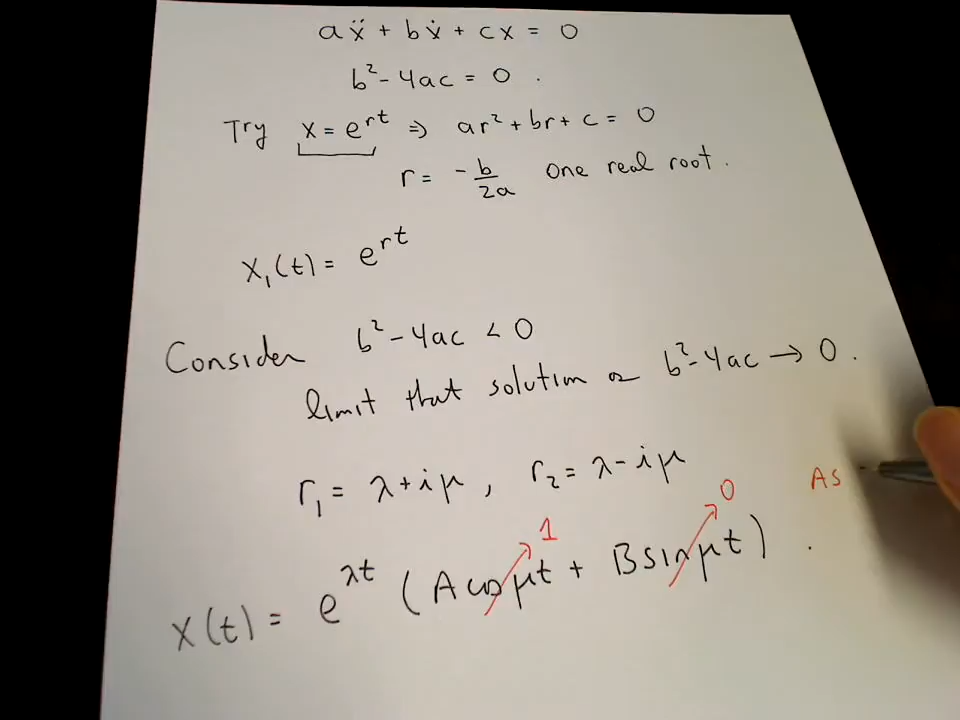 aẍ + bẋ + cx = 0
b² - 4ac = 0 .
Try x = e^{rt} ⇒ ar² + br + c = 0
r = - b/2a one real root .
x₁(t) = e^{rt}
Consider b² - 4ac < 0
limit that solution as b² - 4ac → 0 .
r₁ = λ + iμ , r₂ = λ - iμ
As
1 0
x(t) = e^{λt} ( A cos μt + B sin μt ) .